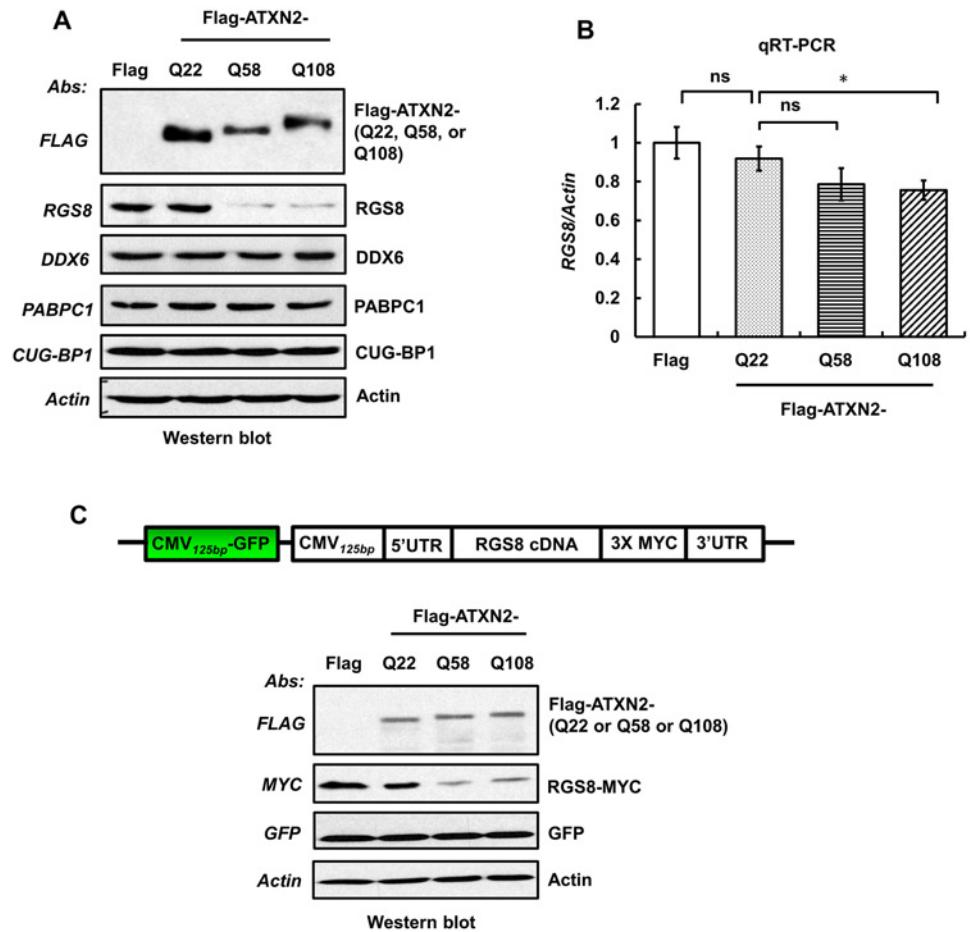 A
Flag-ATXN2-
Flag Q22 Q58 Q108
Abs:
FLAG
Flag-ATXN2-
(Q22, Q58, or
Q108)
RGS8 RGS8
DDX6 DDX6
PABPC1 PABPC1
CUG-BP1 CUG-BP1
Actin Actin
Western blot
B
qRT-PCR
ns *
ns
RGS8/Actin
1.2
1
0.8
0.6
0.4
0.2
0
Flag Q22 Q58 Q108
Flag-ATXN2-
C
CMV125bp-GFP CMV125bp 5'UTR RGS8 cDNA 3X MYC 3'UTR
Flag-ATXN2-
Flag Q22 Q58 Q108
Abs:
FLAG
Flag-ATXN2-
(Q22 or Q58 or Q108)
MYC RGS8-MYC
GFP GFP
Actin Actin
Western blot